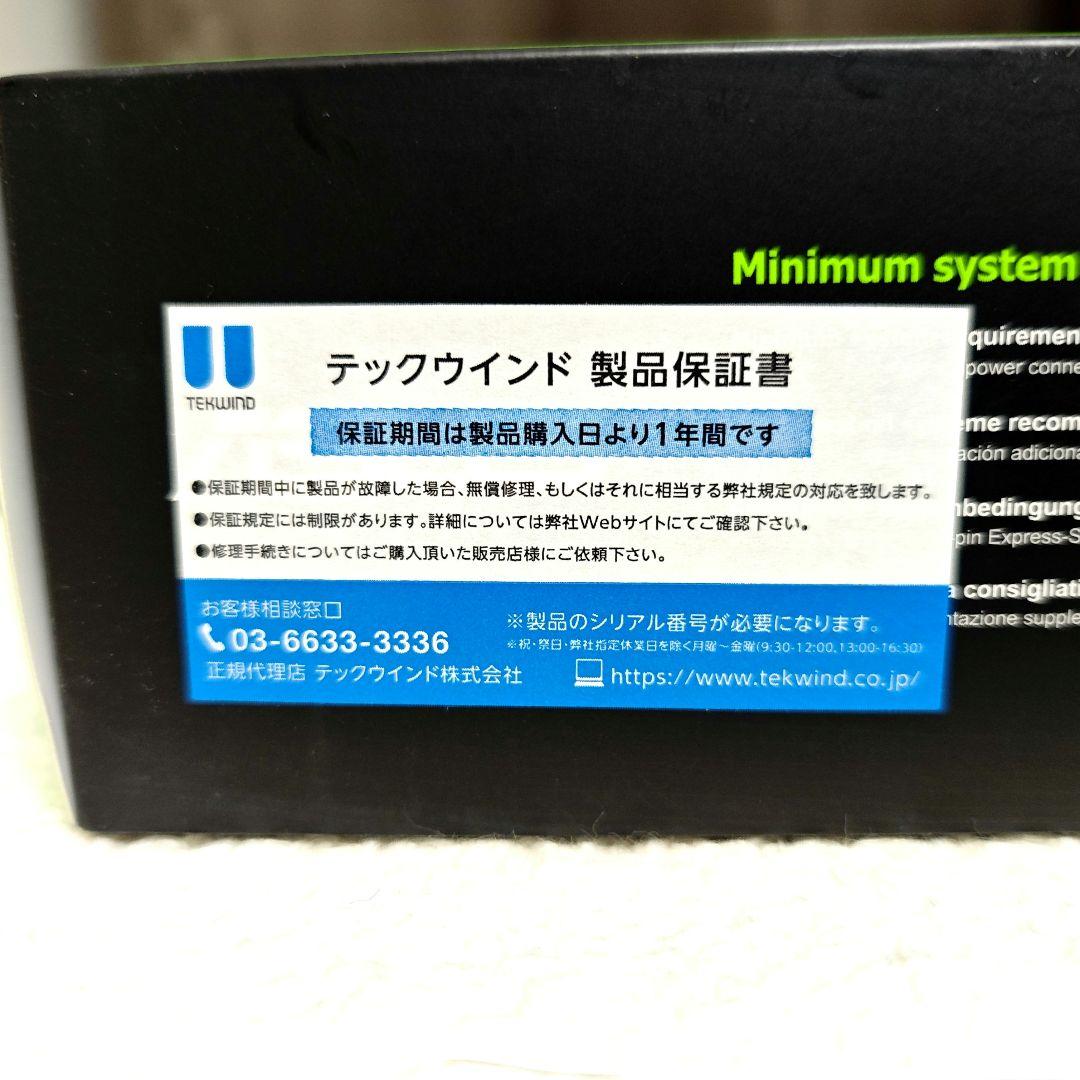 Minimum system
TEKWIND
テックウインド 製品保証書
保証期間は製品購入日より1年間です
●保証期間中に製品が故障した場合、無償修理、もしくはそれに相当する弊社規定の対応を致します。
●保証規定には制限があります。詳細については弊社Webサイトにてご確認下さい。
●修理手続きについてはご購入頂いた販売店様にご依頼下さい。
お客様相談窓口
03-6633-3336
正規代理店 テックウインド株式会社
※製品のシリアル番号が必要になります。
※祝・祭日・弊社指定休業日を除く月曜~金曜(9:30-12:00,13:00-16:30)
https://www.tekwind.co.jp/
quiremen
power conne
eme recom
ación adiciona
nbedingung
pin Express-S
a consigliati
ntazione supple